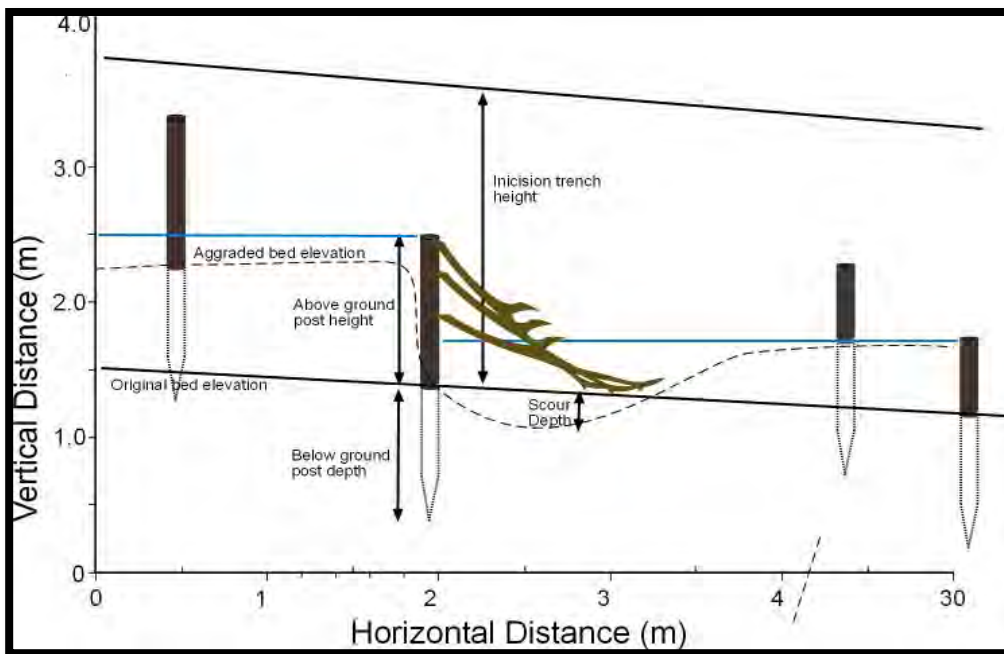 4.0
3.0
2.0
1.0
0
Vertical Distance (m)
Inicision trench
height
Aggraded bed elevation
Above ground
post height
Original bed elevation
Scour
Depth
Below ground
post depth
0
1
2
3
4
30
Horizontal Distance (m)